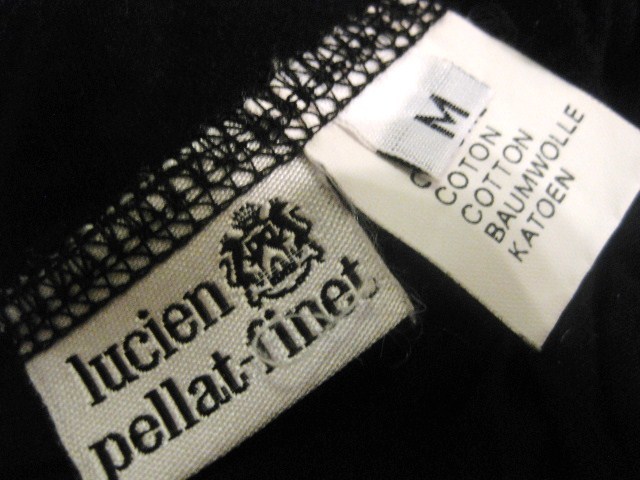 lucien
pellat-finet
M
COTON
COTTON
BAUMWOLLE
KATOEN